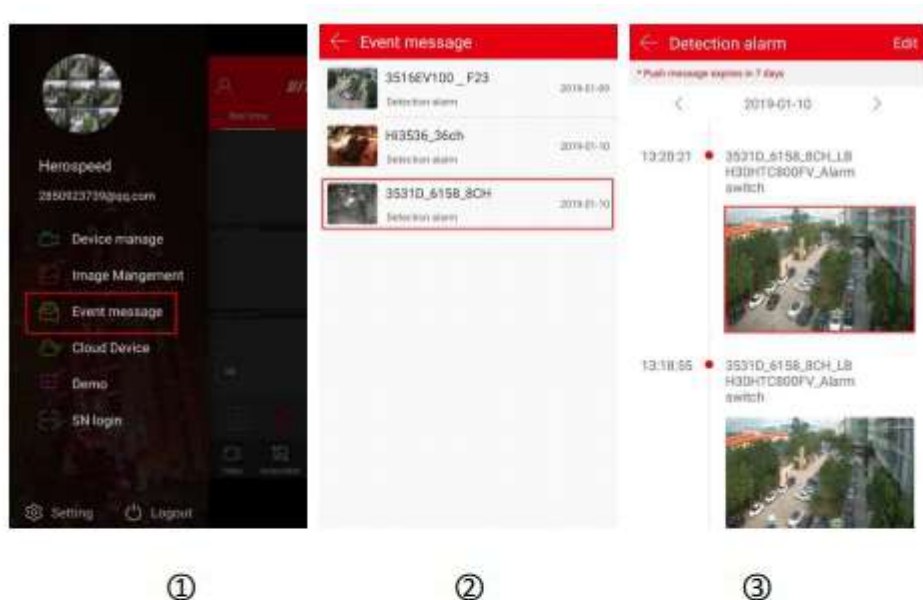 Herospeed
2850923739@qq.com
Device manage
Image Mangement
Event message
Cloud Device
Demo
SN login
Setting
Logout
①
Event message
3516EV100 _ F23
Detection alarm
2019-01-09
HI3536_36ch
Detection alarm
2019-01-10
3531D_6158_8CH
Detection alarm
2019-01-10
②
Detection alarm
Edit
* Push message expires in 7 days
2019-01-10
13:20:21
3531D_6158_8CH_LB
H30HTC800FV_Alarm
switch
13:18:55
3531D_6158_8CH_LB
H30HTC800FV_Alarm
switch
③